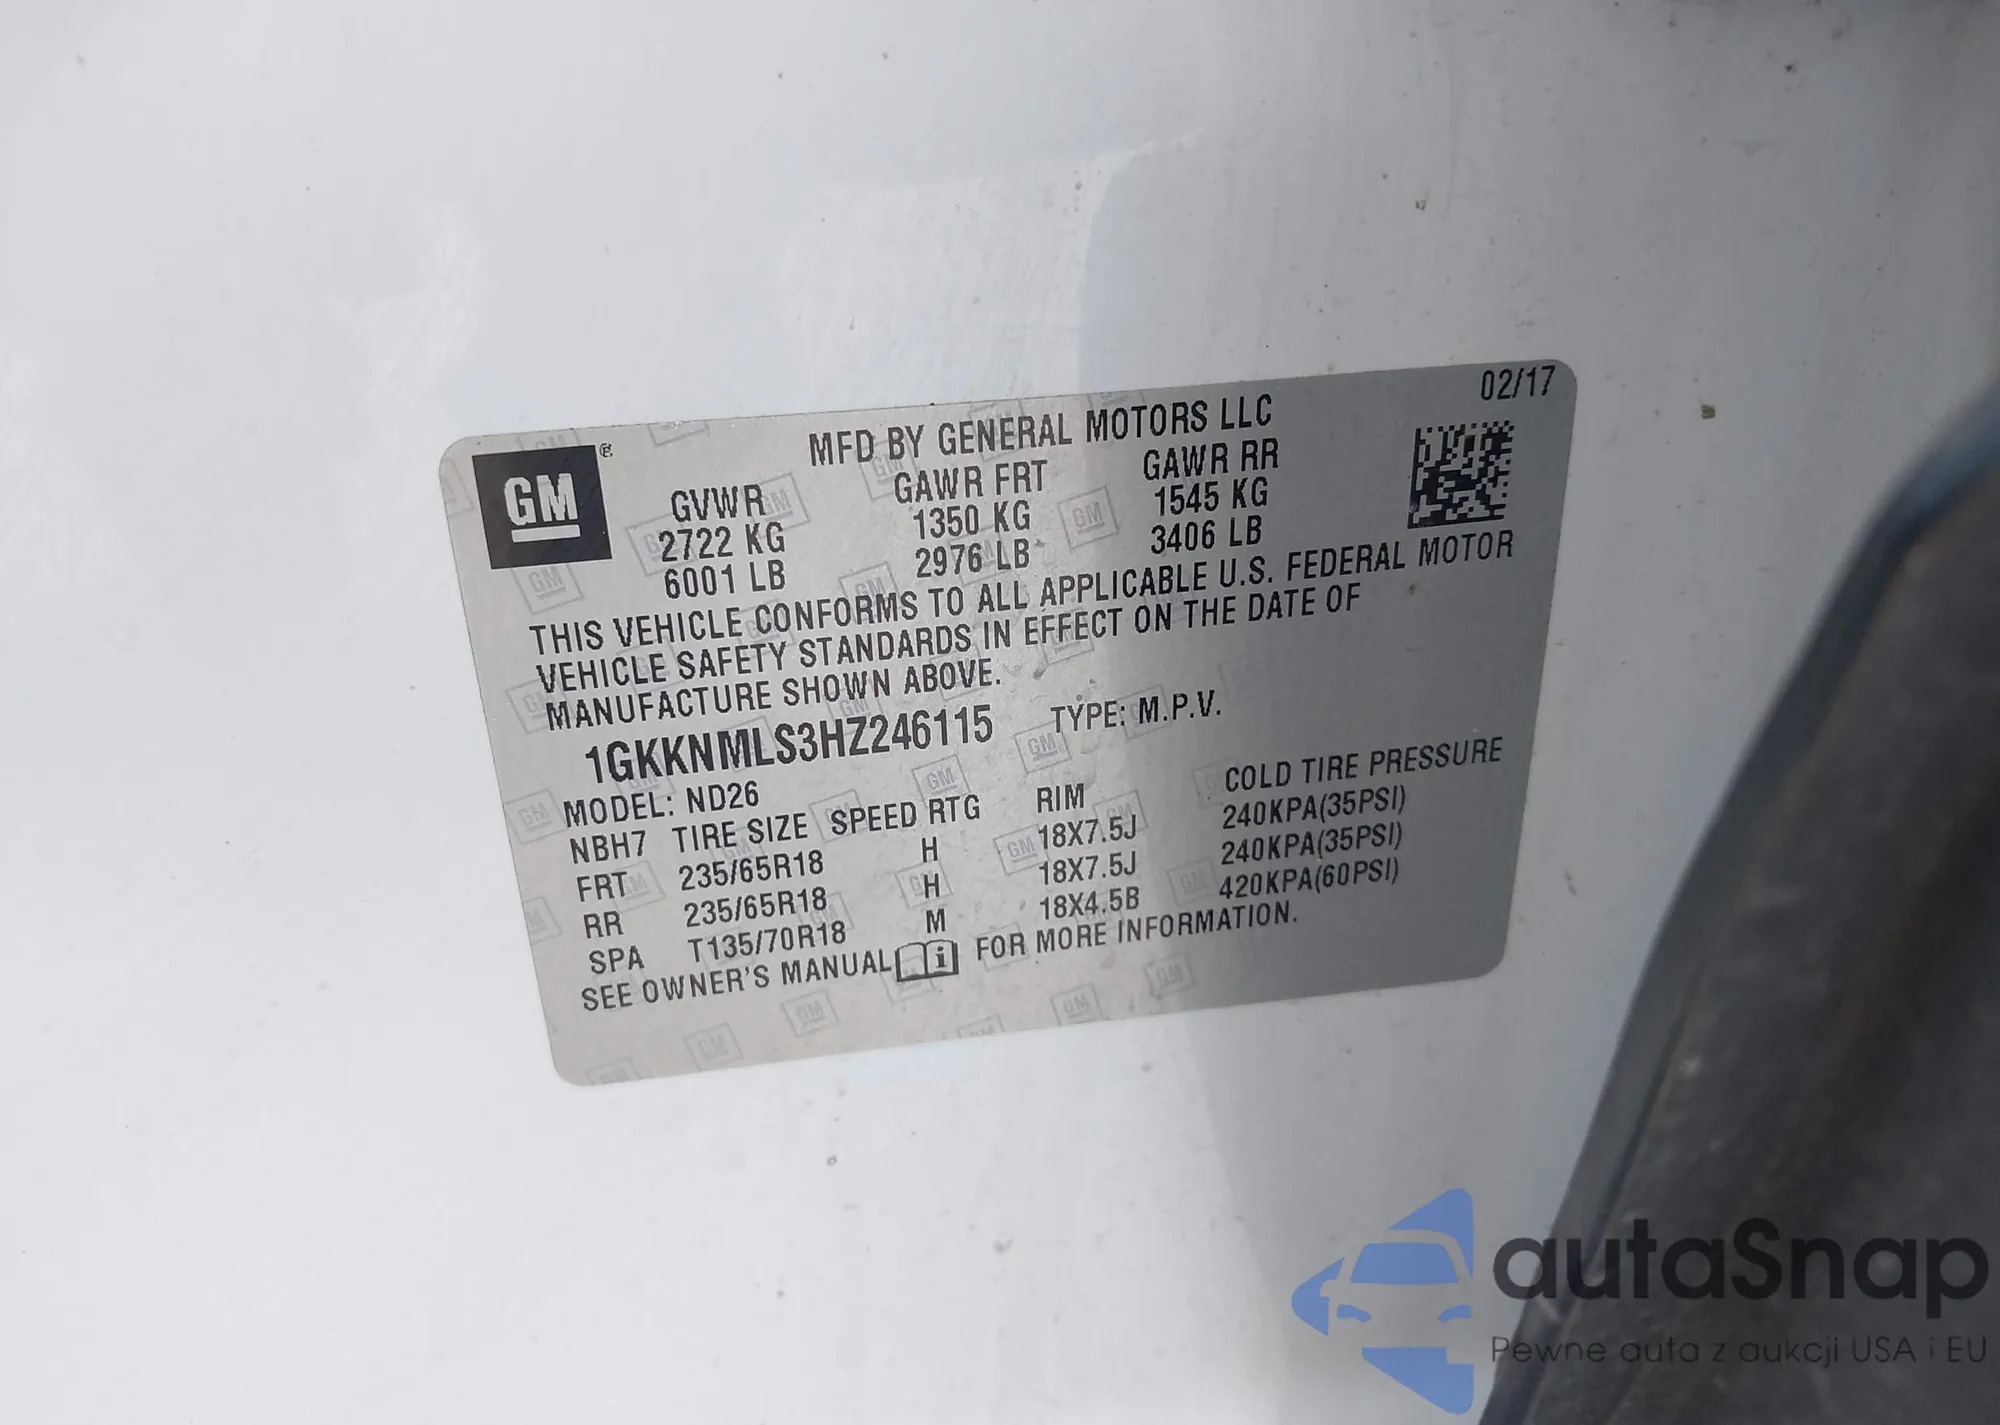 02/17
MFD BY GENERAL MOTORS LLC
GM®
GVWR GAWR FRT GAWR RR
2722 KG 1350 KG 1545 KG
6001 LB 2976 LB 3406 LB
THIS VEHICLE CONFORMS TO ALL APPLICABLE U.S. FEDERAL MOTOR
VEHICLE SAFETY STANDARDS IN EFFECT ON THE DATE OF
MANUFACTURE SHOWN ABOVE.
1GKKNMLS3HZ246115 TYPE: M.P.V.
MODEL: ND26
NBH7 TIRE SIZE SPEED RTG RIM COLD TIRE PRESSURE
FRT 235/65R18 H 18X7.5J 240KPA(35PSI)
RR 235/65R18 H 18X7.5J 240KPA(35PSI)
SPA T135/70R18 M 18X4.5B 420KPA(60PSI)
SEE OWNER'S MANUAL i FOR MORE INFORMATION.
autaSnap
Pewne auta z aukcji USA i EU